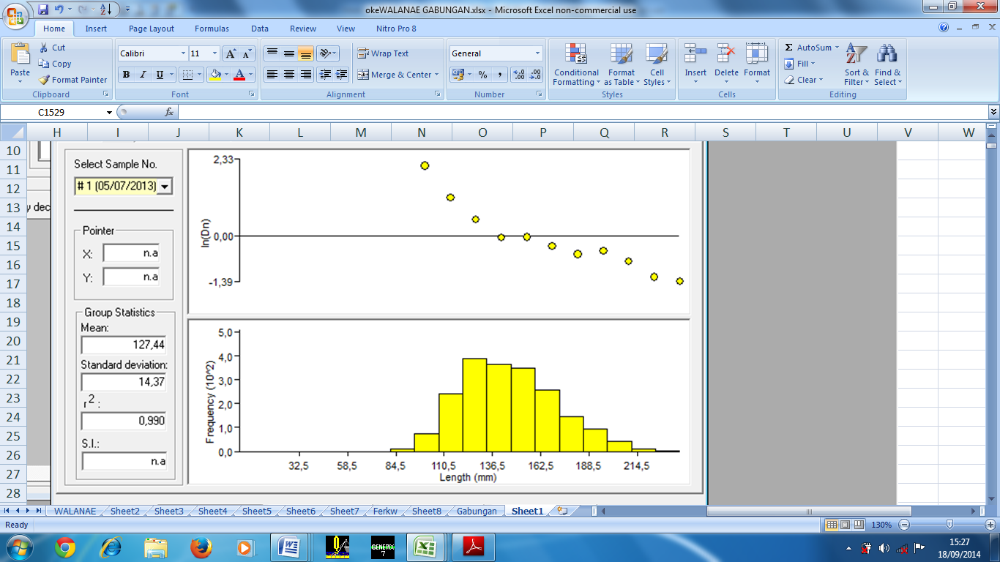 okeWALANAE GABUNGAN.xlsx - Microsoft Excel non-commercial use
Home Insert Page Layout Formulas Data Review View Nitro Pro 8
Paste Cut Copy Format Painter
Calibri 11 A A
B I U A
Wrap Text
Merge & Center
General
% , ,0 ,00 ,00 ,0
Conditional Formatting Format as Table Cell Styles
Insert Delete Format
Σ AutoSum Fill Clear
Sort & Filter Find & Select
Clipboard Font Alignment Number Styles Cells Editing
C1529 fx
H I J K L M N O P Q R S T U V W
10
11
12
13
14
15
16
17
18
19
20
21
22
23
24
25
26
27
28
y dec
Select Sample No.
# 1 (05/07/2013)
Pointer
X: n.a
Y: n.a
Group Statistics
Mean:
127,44
Standard deviation:
14,37
r2 :
0,990
S.I.:
n.a
2,33
0,00
-1,39
ln(Dn)
5,0
4,0
3,0
2,0
1,0
0,0
Frequency (10^2)
32,5 58,5 84,5 110,5 136,5 162,5 188,5 214,5
Length (mm)
WALANAE Sheet2 Sheet3 Sheet4 Sheet5 Sheet6 Sheet7 Ferkw Sheet8 Gabungan Sheet1
Ready 130%
W GENETIX 7
15:27
18/09/2014